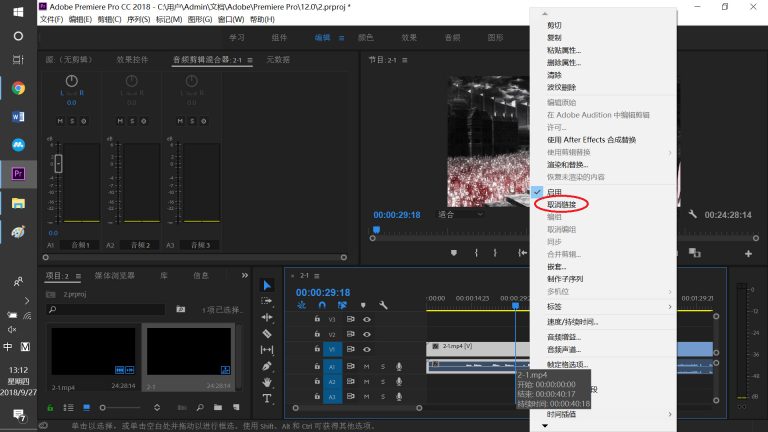 Adobe Premiere Pro CC 2018 - C:\用户\Admin\文档\Adobe\Premiere Pro\12.0\2.prproj *
文件(F) 编辑(E) 剪辑(C) 序列(S) 标记(M) 图形(G) 窗口(W) 帮助(H)
学习 组件 编辑 颜色 效果 音频 图形
源:(无剪辑) 效果控件 音频剪辑混合器: 2-1 元数据
节目: 2-1
L R L R L R
0.0 0.0 0.0
M S M S M S
dB dB dB
0.0
A1 音频1 A2 音频2 A3 音频3
00:00:29:18 适合 00:24:28:14
剪切
复制
粘贴属性...
删除属性...
清除
波纹删除
编辑原始
在 Adobe Audition 中编辑剪辑
许可...
使用 After Effects 合成替换
使用剪辑替换
渲染和替换...
恢复未渲染的内容
启用
取消链接
编组
取消编组
同步
合并剪辑...
嵌套...
制作子序列
多机位
标签
速度/持续时间...
音频增益...
音频声道...
帧定格选项...
时间插值
项目: 2 媒体浏览器 库 信息
2.prproj
1 项已选择...
2-1.mp4 24:28:14
2-1 24:28:14
2-1
00:00:29:18
:00:00 00:00:14:23 00:00:29:2 00:01:29:21
V3
V2
V1 2-1.mp4 [V]
A1 M S
A2 M S
A3 M S
2-1.mp4
开始: 00:00:00:00
结束: 00:00:40:17
持续时间: 00:00:40:18
段
单击以选择，或单击空白处并拖动以进行框选。使用 Shift、Alt 和 Ctrl 可获得其他选项。
中 M
13:12
星期四
2018/9/27